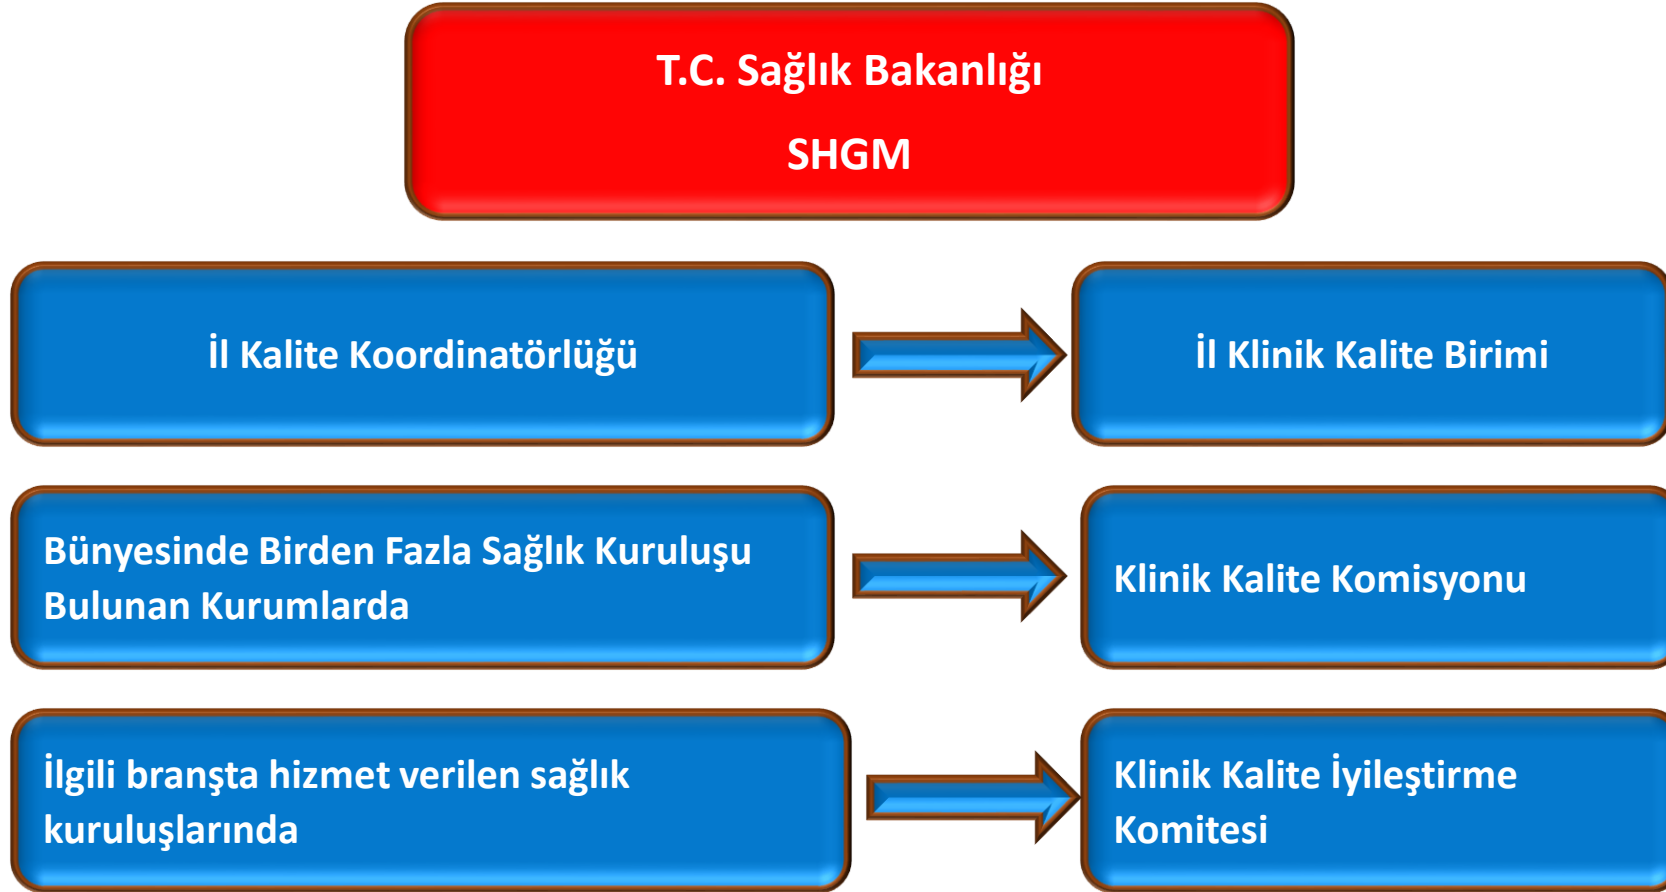 T.C. Sağlık Bakanlığı
SHGM
İl Kalite Koordinatörlüğü
İl Klinik Kalite Birimi
Bünyesinde Birden Fazla Sağlık Kuruluşu
Bulunan Kurumlarda
Klinik Kalite Komisyonu
İlgili branşta hizmet verilen sağlık
kuruluşlarında
Klinik Kalite İyileştirme
Komitesi